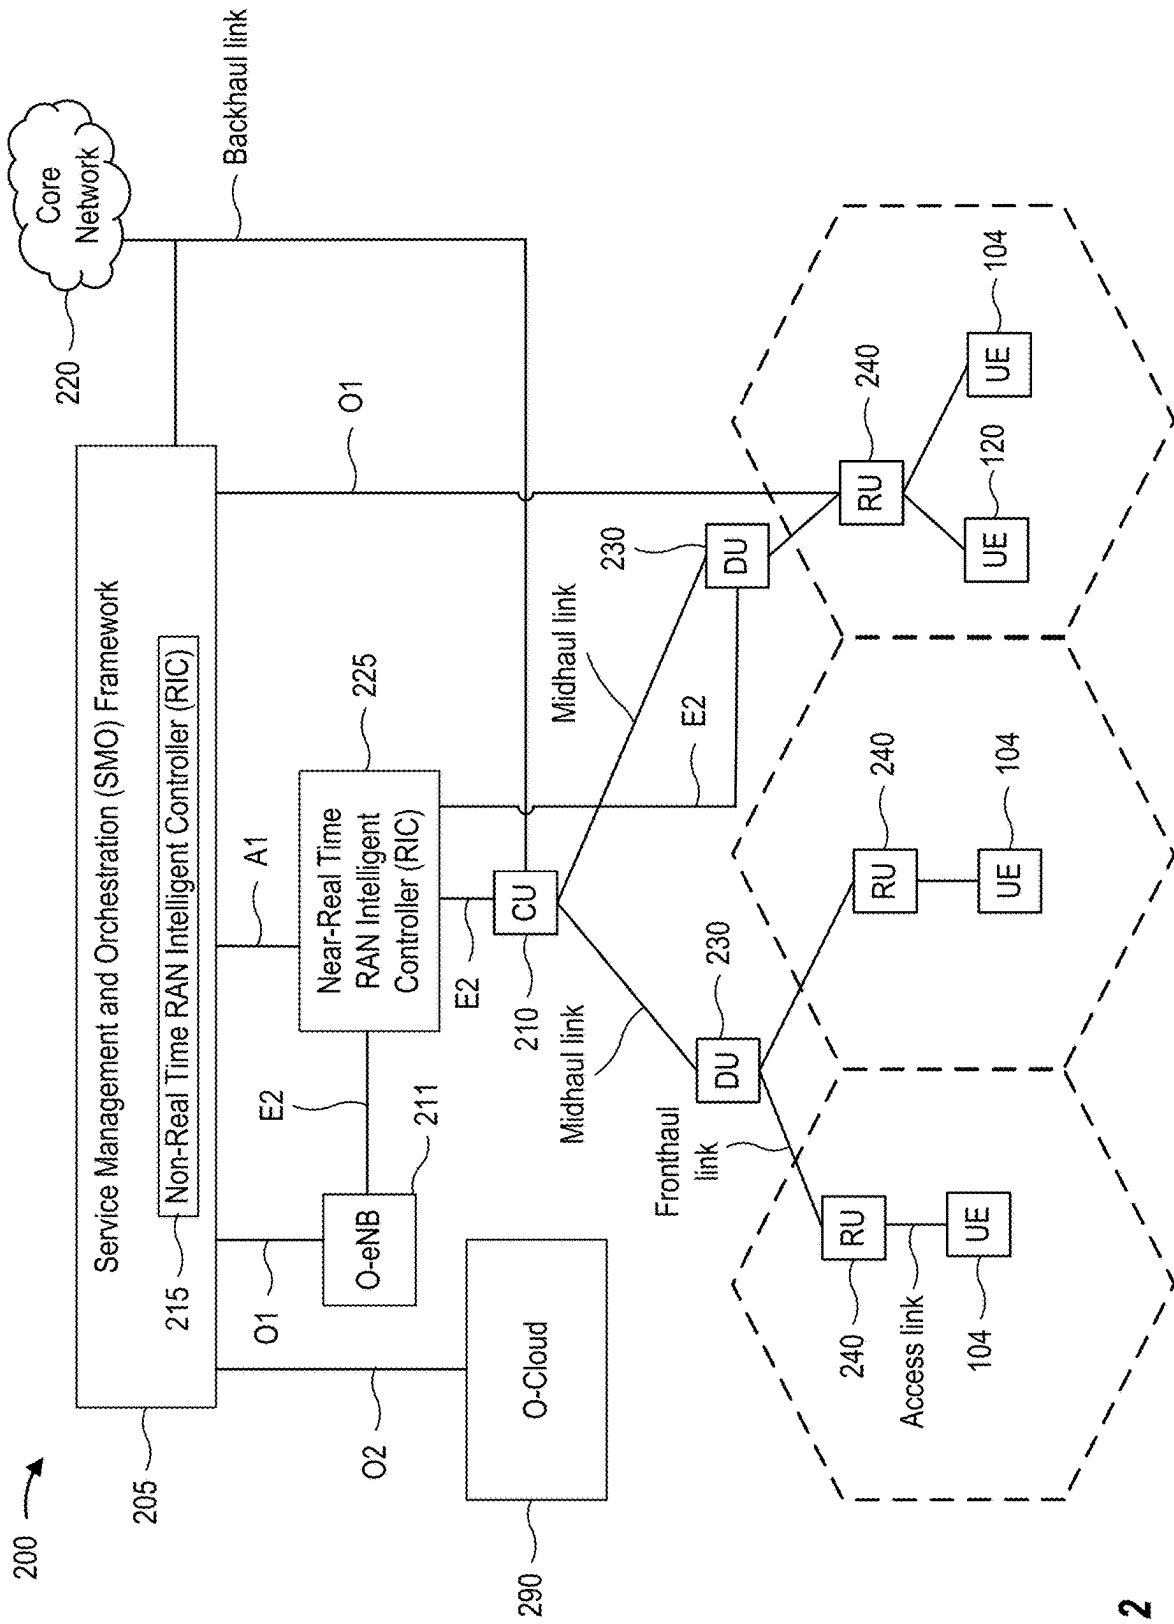 200
205
Service Management and Orchestration (SMO) Framework
215
Non-Real Time RAN Intelligent Controller (RIC)
220
Core
Network
Backhaul link
O2
O1
A1
O1
E2
Near-Real Time
RAN Intelligent
Controller (RIC)
225
O-eNB
211
E2
290
O-Cloud
210
CU
Midhaul link
Midhaul link
E2
230
DU
Fronthaul
link
DU
230
240
RU
Access link
104
UE
RU
240
UE
104
RU
240
UE
120
UE
104
2